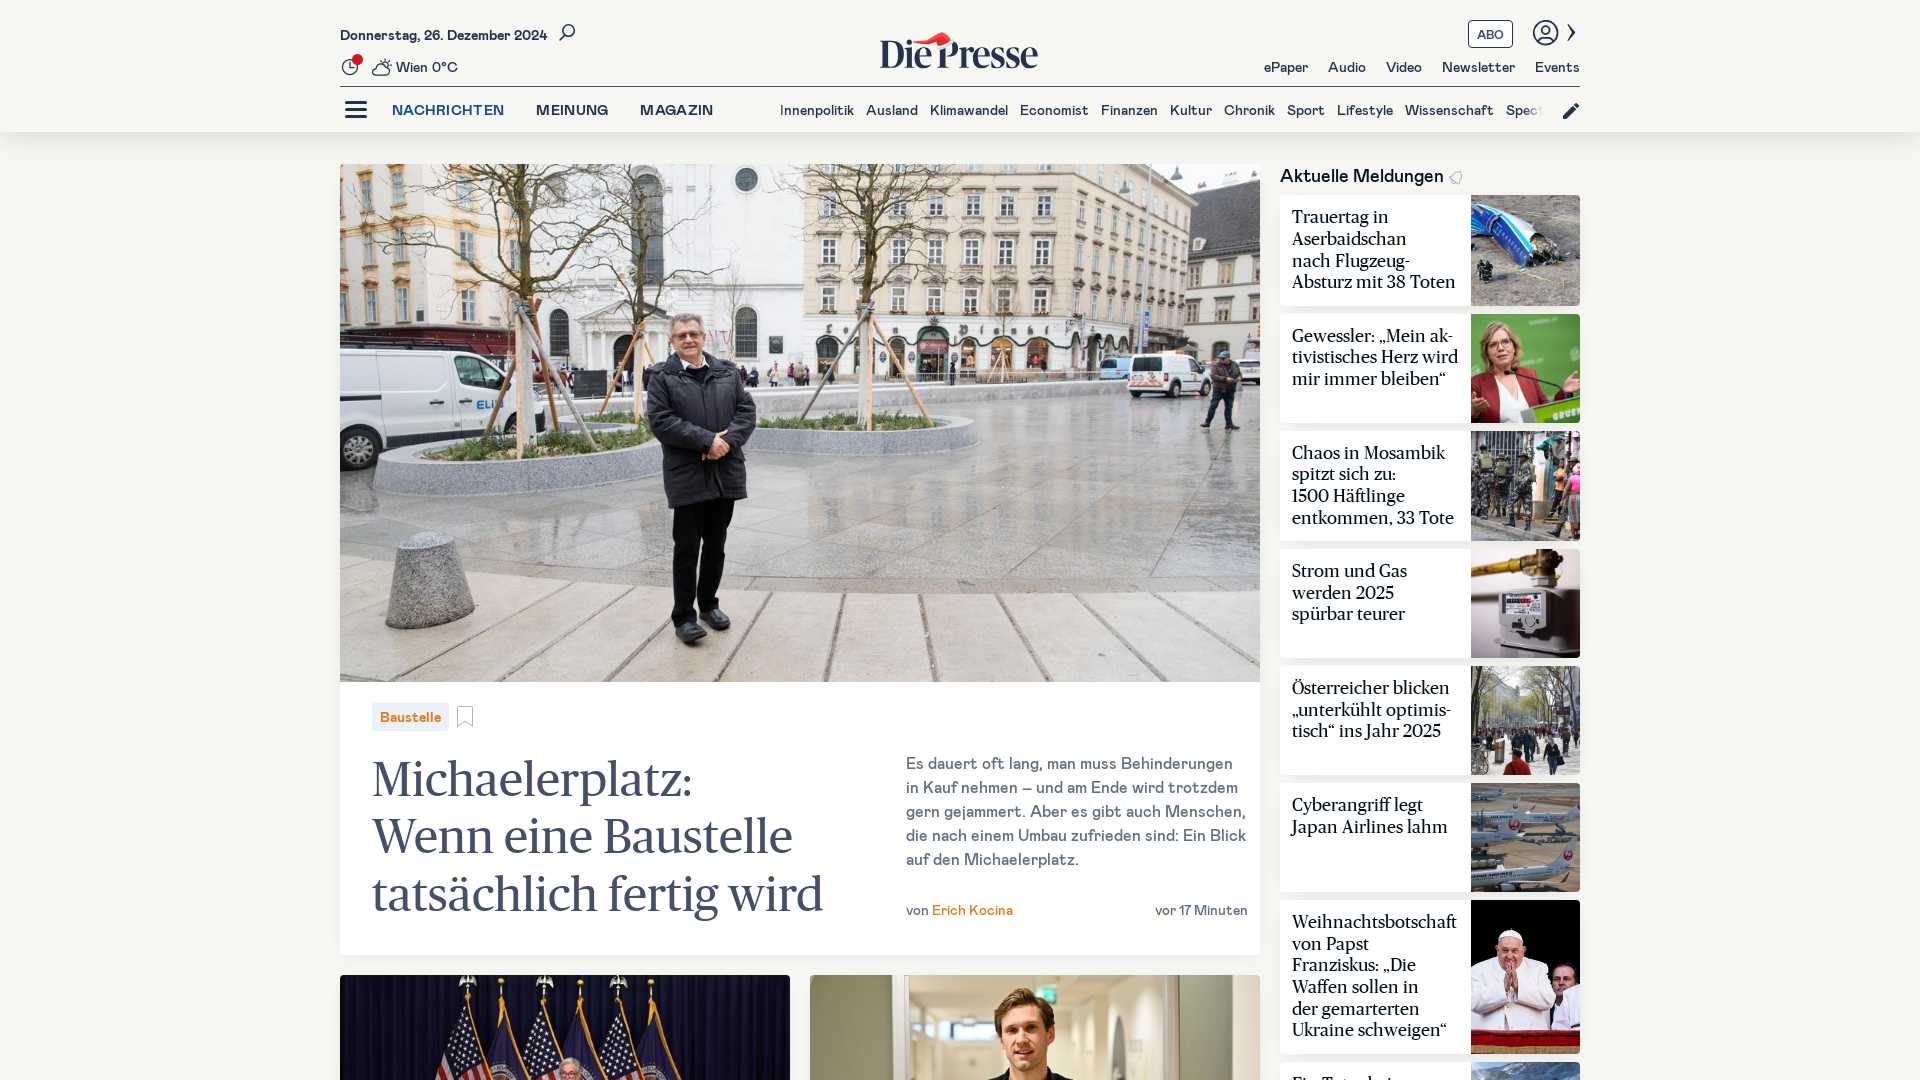 Donnerstag, 26. Dezember 2024
Wien 0°C
Die Presse
ABO
ePaper Audio Video Newsletter Events
NACHRICHTEN MEINUNG MAGAZIN
Innenpolitik Ausland Klimawandel Economist Finanzen Kultur Chronik Sport Lifestyle Wissenschaft
Baustelle
Michaelerplatz:
Wenn eine Baustelle
tatsächlich fertig wird
Es dauert oft lang, man muss Behinderungen
in Kauf nehmen – und am Ende wird trotzdem
gern gejammert. Aber es gibt auch Menschen,
die nach einem Umbau zufrieden sind: Ein Blick
auf den Michaelerplatz.
von Erich Kocina
vor 17 Minuten
Aktuelle Meldungen
Trauertag in
Aserbaidschan
nach Flugzeug-
Absturz mit 38 Toten
Gewessler: „Mein ak-
tivistisches Herz wird
mir immer bleiben“
Chaos in Mosambik
spitzt sich zu:
1500 Häftlinge
entkommen, 33 Tote
Strom und Gas
werden 2025
spürbar teurer
Österreicher blicken
„unterkühlt optimis-
tisch“ ins Jahr 2025
Cyberangriff legt
Japan Airlines lahm
Weihnachtsbotschaft
von Papst
Franziskus: „Die
Waffen sollen in
der gemarterten
Ukraine schweigen“